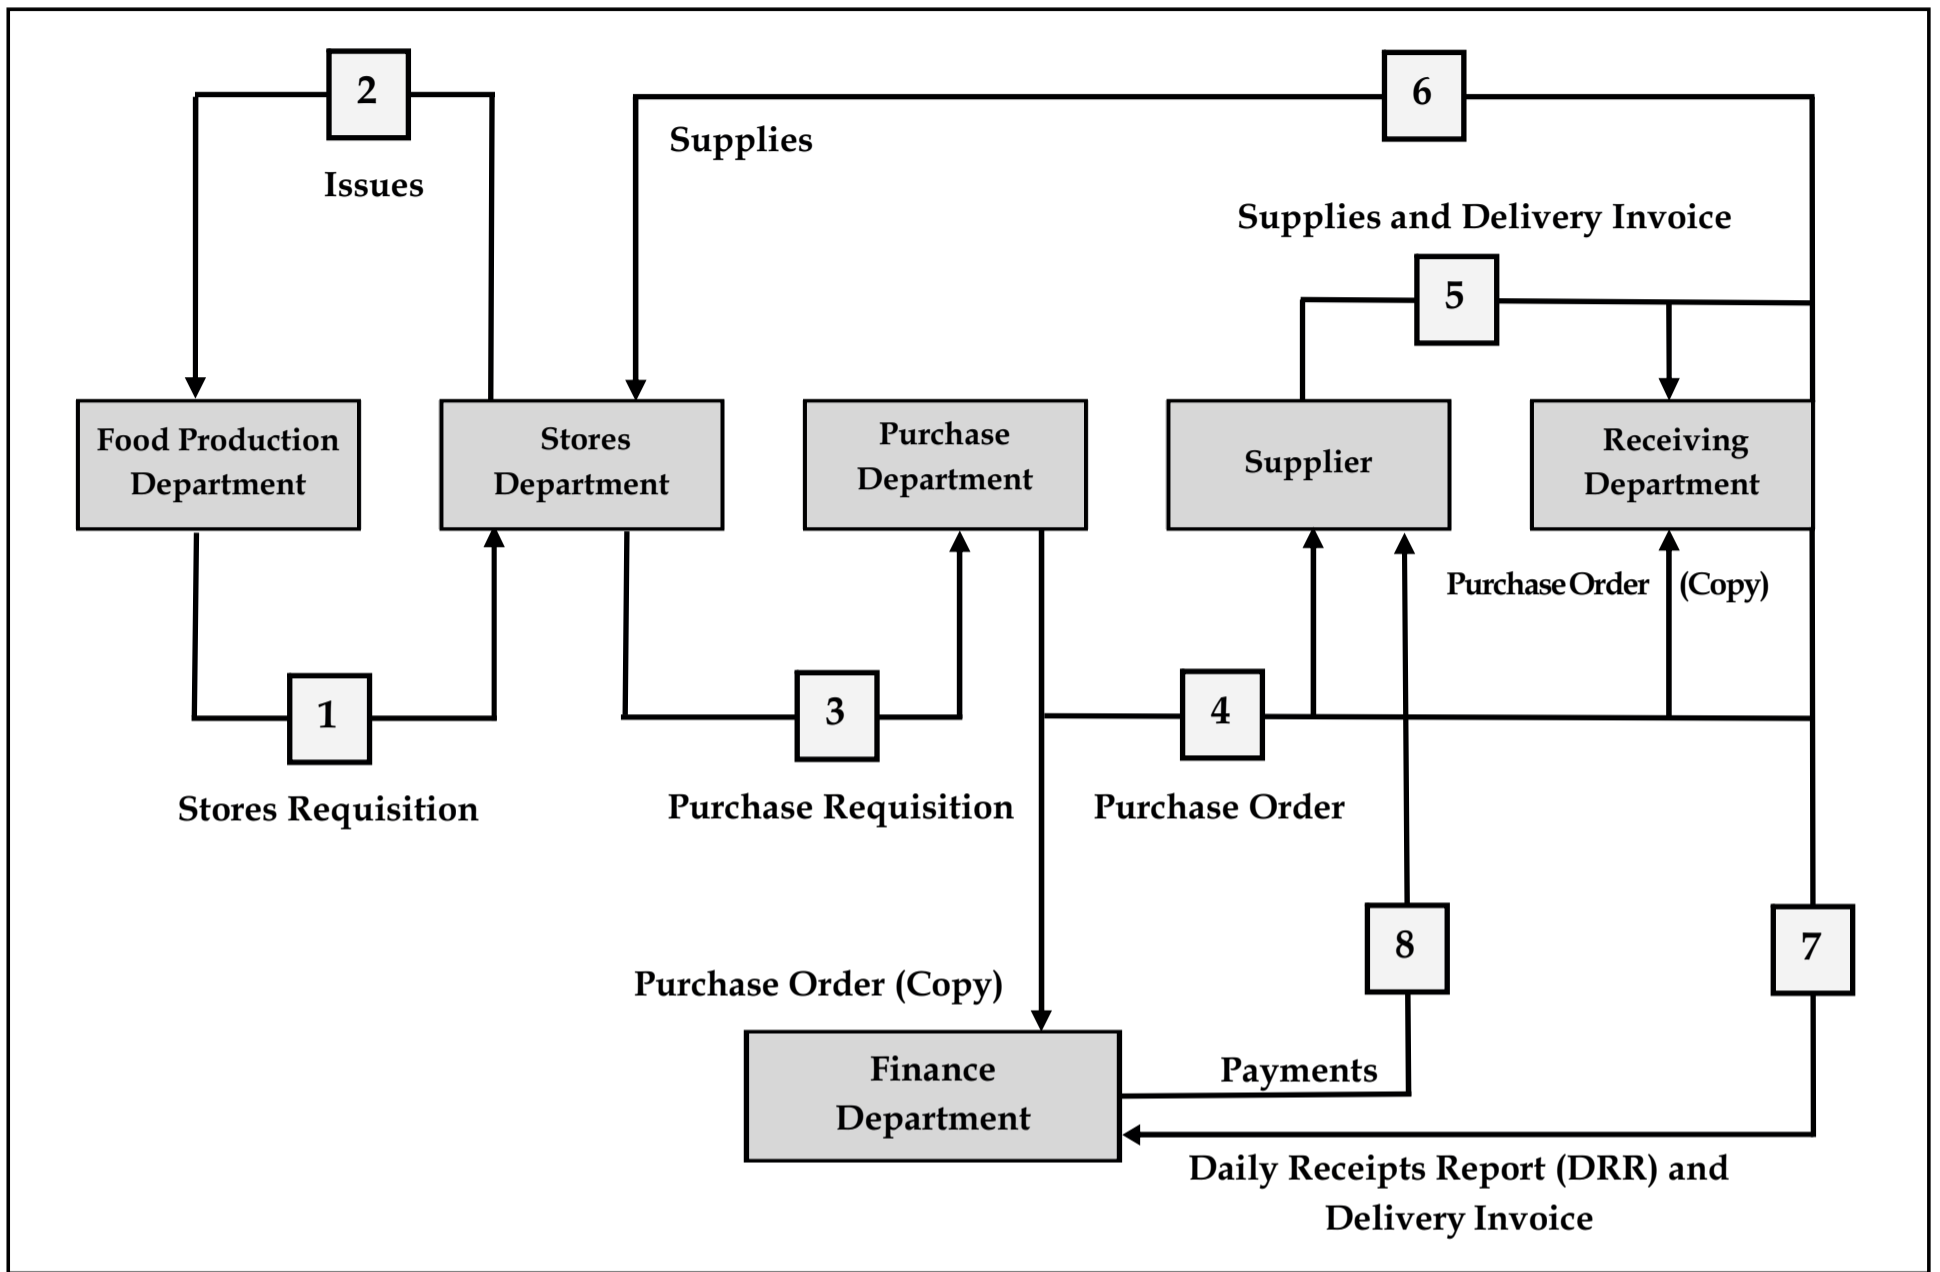 2
6
Supplies
Issues
Supplies and Delivery Invoice
5
Food Production
Department
Stores
Department
Purchase
Department
Supplier
Receiving
Department
Purchase Order (Copy)
1
3
4
Stores Requisition
Purchase Requisition
Purchase Order
8
7
Purchase Order (Copy)
Finance
Department
Payments
Daily Receipts Report (DRR) and
Delivery Invoice